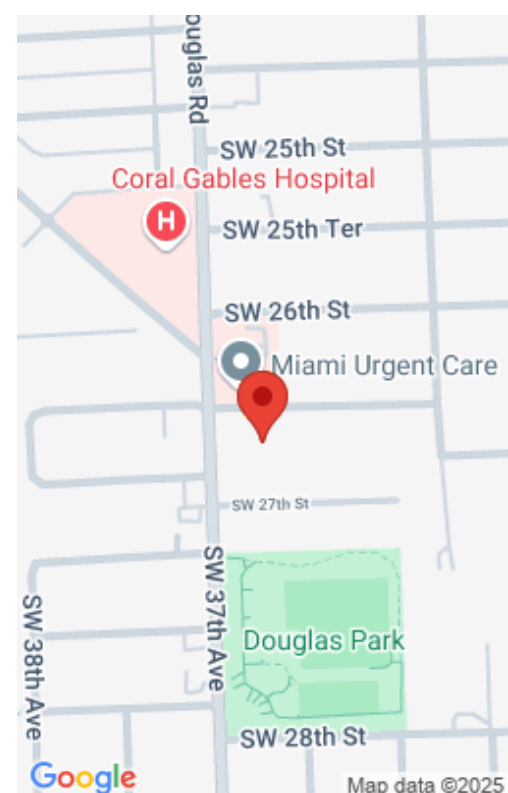 ouglas Rd
SW 25th St
Coral Gables Hospital
H
SW 25th Ter
SW 26th St
Miami Urgent Care
SW 27th St
SW 37th Ave
SW 38th Ave
Douglas Park
SW 28th St
Google
Map data ©2025